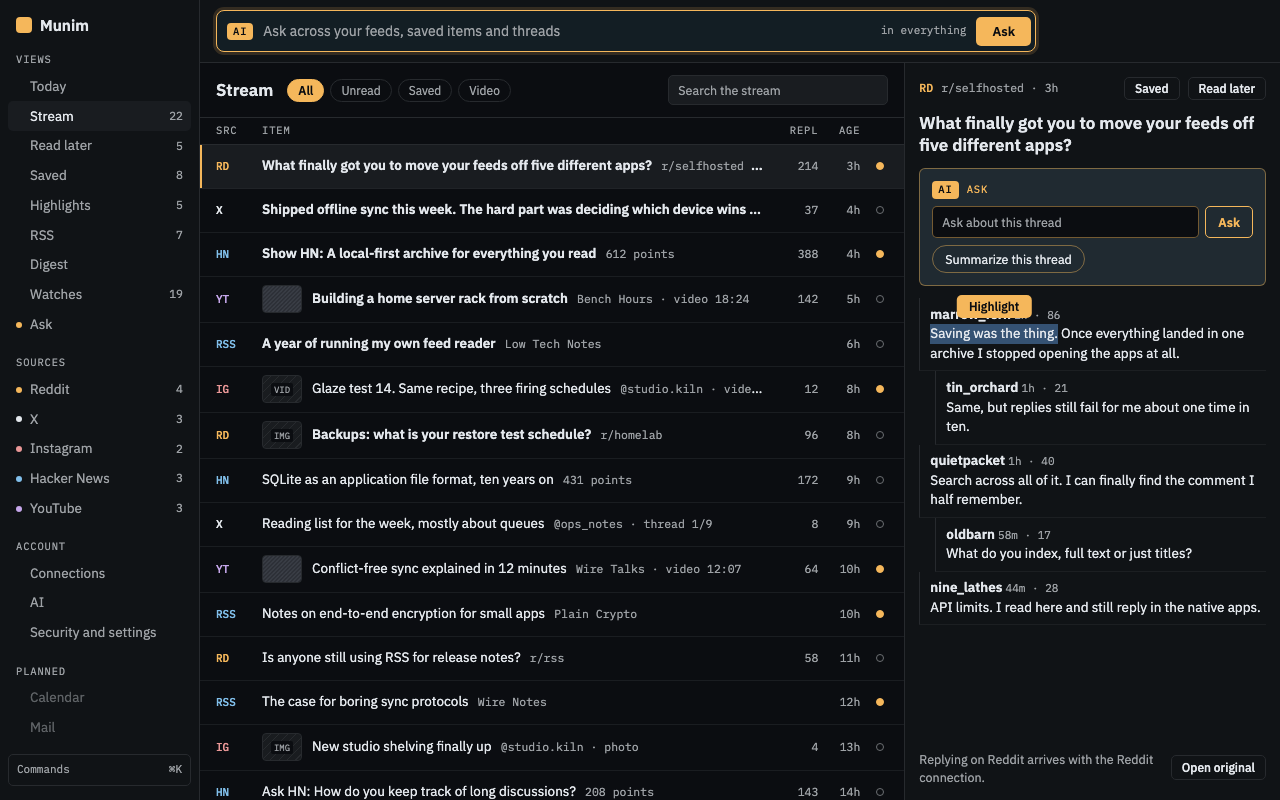 Munim
VIEWS
Today
Stream 22
Read later 5
Saved 8
Highlights 5
RSS 7
Digest
Watches 19
Ask
SOURCES
Reddit 4
X 3
Instagram 2
Hacker News 3
YouTube 3
ACCOUNT
Connections
AI
Security and settings
PLANNED
Calendar
Mail
Commands ⌘K
AI Ask across your feeds, saved items and threads in everything Ask
Stream All Unread Saved Video Search the stream
SRC ITEM REPL AGE
RD What finally got you to move your feeds off five different apps? r/selfhosted … 214 3h
X Shipped offline sync this week. The hard part was deciding which device wins … 37 4h
HN Show HN: A local-first archive for everything you read 612 points 388 4h
YT Building a home server rack from scratch Bench Hours · video 18:24 142 5h
RSS A year of running my own feed reader Low Tech Notes 6h
IG VID Glaze test 14. Same recipe, three firing schedules @studio.kiln · vide… 12 8h
RD IMG Backups: what is your restore test schedule? r/homelab 96 8h
HN SQLite as an application file format, ten years on 431 points 172 9h
X Reading list for the week, mostly about queues @ops_notes · thread 1/9 8 9h
YT Conflict-free sync explained in 12 minutes Wire Talks · video 12:07 64 10h
RSS Notes on end-to-end encryption for small apps Plain Crypto 10h
RD Is anyone still using RSS for release notes? r/rss 58 11h
RSS The case for boring sync protocols Wire Notes 12h
IG IMG New studio shelving finally up @studio.kiln · photo 4 13h
HN Ask HN: How do you keep track of long discussions? 208 points 143 14h
RD r/selfhosted · 3h Saved Read later
What finally got you to move your feeds off
five different apps?
AI ASK
Ask about this thread Ask
Summarize this thread
Highlight
· 86
Saving was the thing. Once everything landed in one
archive I stopped opening the apps at all.
tin_orchard 1h · 21
Same, but replies still fail for me about one time in
ten.
quietpacket 1h · 40
Search across all of it. I can finally find the comment I
half remember.
oldbarn 58m · 17
What do you index, full text or just titles?
nine_lathes 44m · 28
API limits. I read here and still reply in the native apps.
Replying on Reddit arrives with the Reddit
connection.
Open original